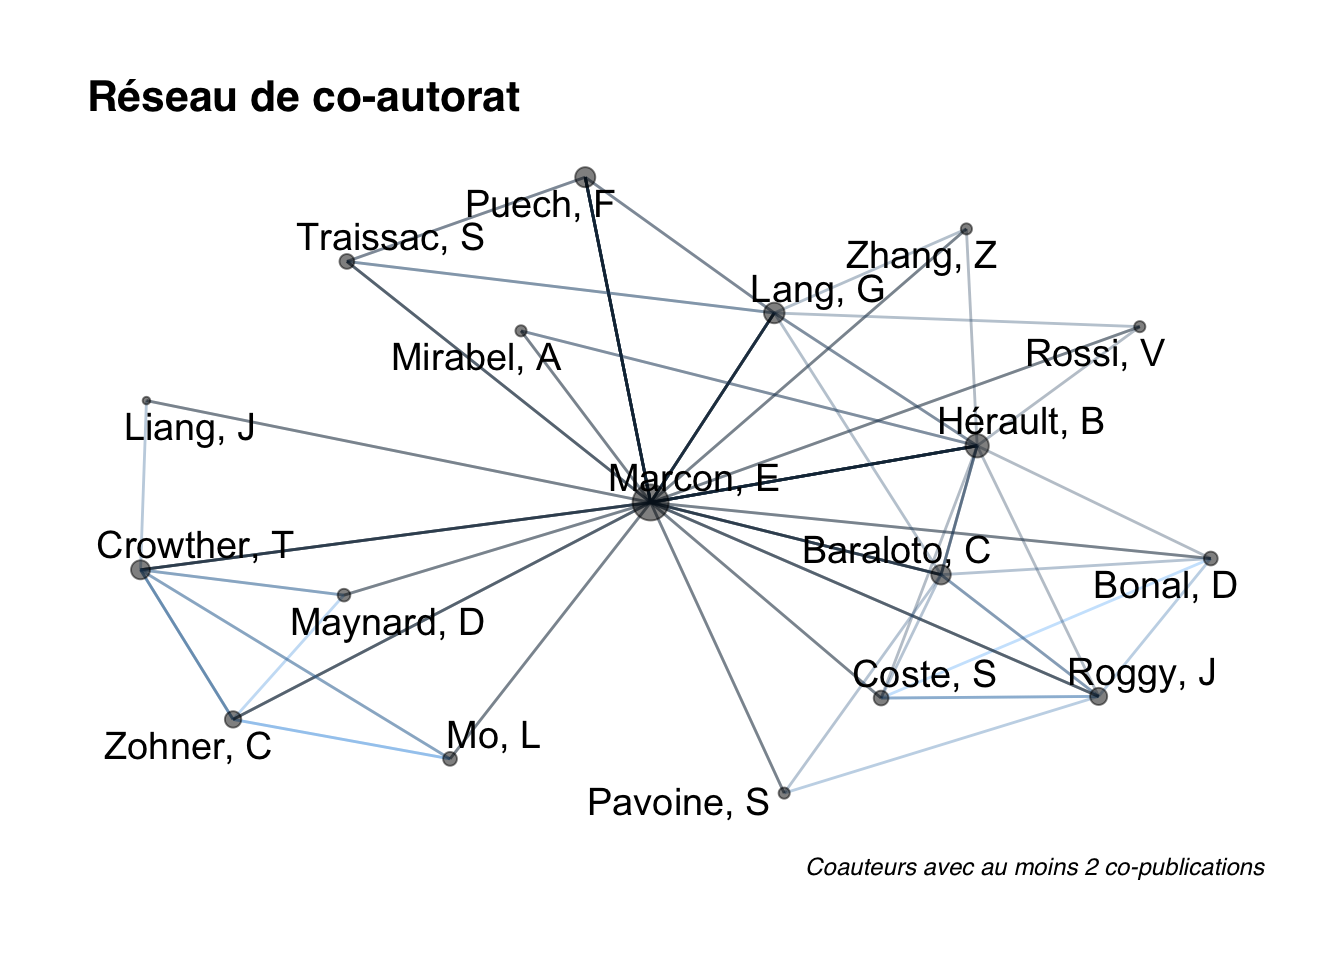 Réseau de co-autorat
Puech, F
Traissac, S
Zhang, Z
Lang, G
Mirabel, A
Rossi, V
Liang, J
Hérault, B
Marcon, E
Crowther, T
Baraloto, C
Bonal, D
Maynard, D
Coste, S
Roggy, J
Zohner, C
Mo, L
Pavoine, S
Coauteurs avec au moins 2 co-publications